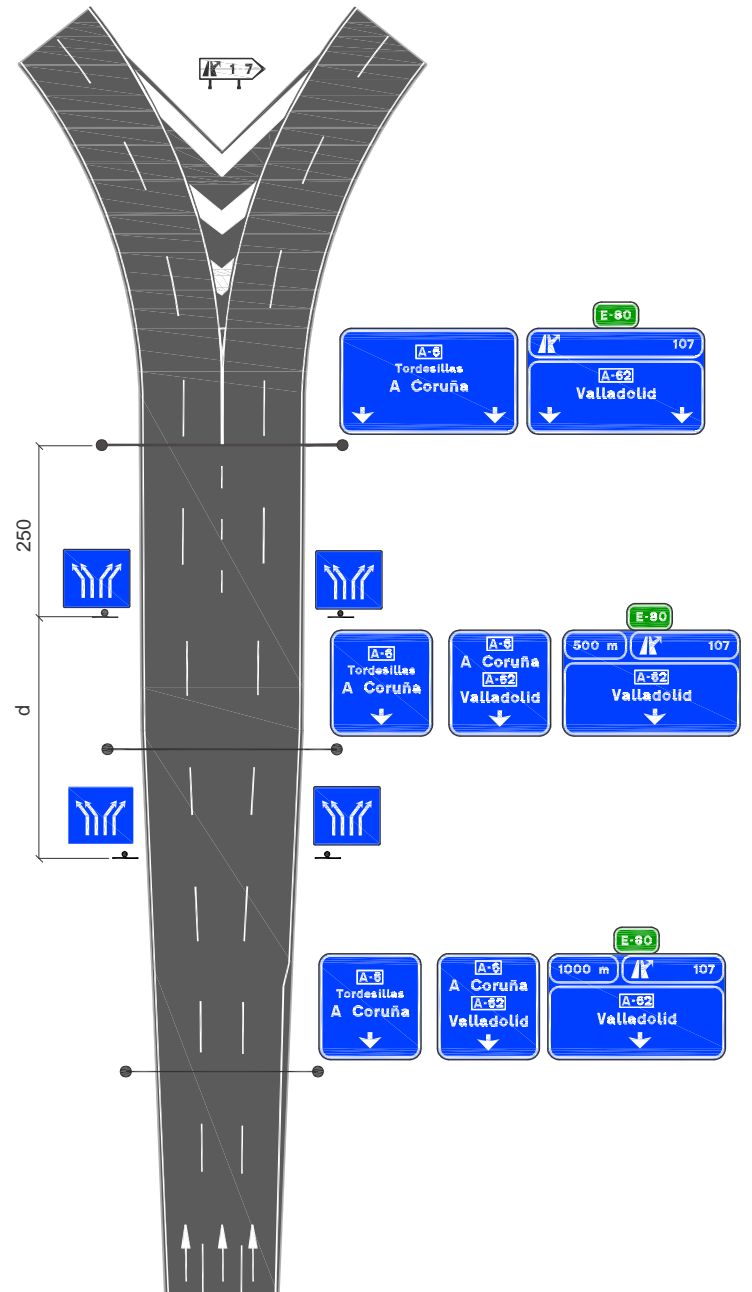 1 7
E-80
A-6
Tordesillas
A Coruña
107
A-62
Valladolid
250
E-80
A-6
Tordesillas
A Coruña
A-6
A Coruña
A-62
Valladolid
500 m
107
A-62
Valladolid
d
E-80
A-6
Tordesillas
A Coruña
A-6
A Coruña
A-62
Valladolid
1000 m
107
A-62
Valladolid